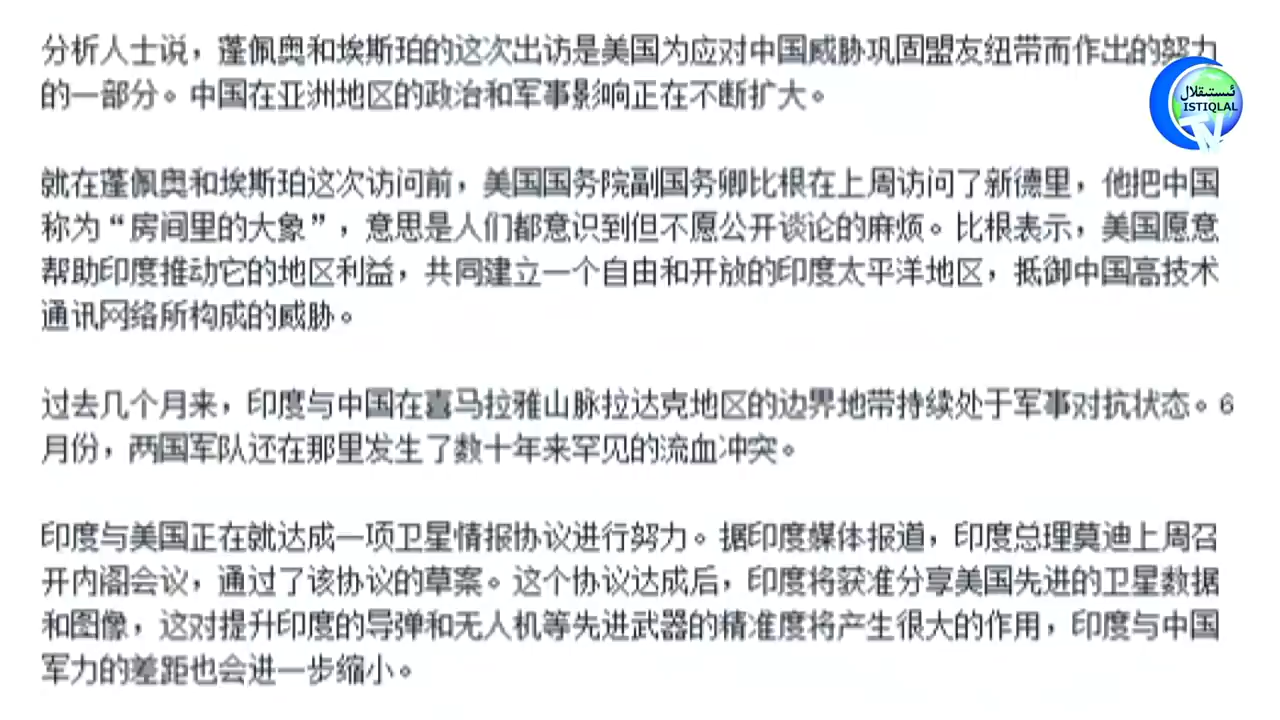 分析人士说，蓬佩奥和埃斯珀的这次出访是美国为应对中国威胁巩固盟友纽带而作出的努力
的一部分。中国在亚洲地区的政治和军事影响正在不断扩大。
ئىستىقلال
ISTIQLAL
TV
就在蓬佩奥和埃斯珀这次访问前，美国国务院副国务卿比根在上周访问了新德里，他把中国
称为“房间里的大象”，意思是人们都意识到但不愿公开谈论的麻烦。比根表示，美国愿意
帮助印度推动它的地区利益，共同建立一个自由和开放的印度太平洋地区，抵御中国高技术
通讯网络所构成的威胁。
过去几个月来，印度与中国在喜马拉雅山脉拉达克地区的边界地带持续处于军事对抗状态。6
月份，两国军队还在那里发生了数十年来罕见的流血冲突。
印度与美国正在就达成一项卫星情报协议进行努力。据印度媒体报道，印度总理莫迪上周召
开内阁会议，通过了该协议的草案。这个协议达成后，印度将获准分享美国先进的卫星数据
和图像，这对提升印度的导弹和无人机等先进武器的精准度将产生很大的作用，印度与中国
军力的差距也会进一步缩小。